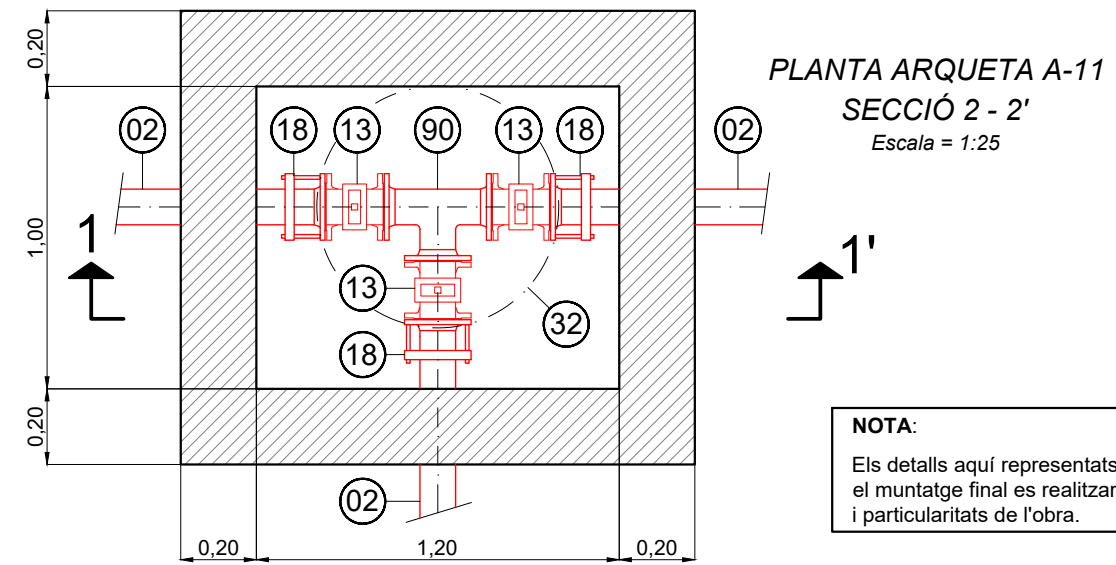 PLANTA ARQUETA A-11
SECCIÓ 2 - 2'
Escala = 1:25
0,20
1,00
0,20
02
18
13
90
13
18
02
1
1'
13
32
18
02
0,20
1,20
0,20
NOTA:
Els detalls aquí representats
el muntatge final es realitzar
i particularitats de l'obra.